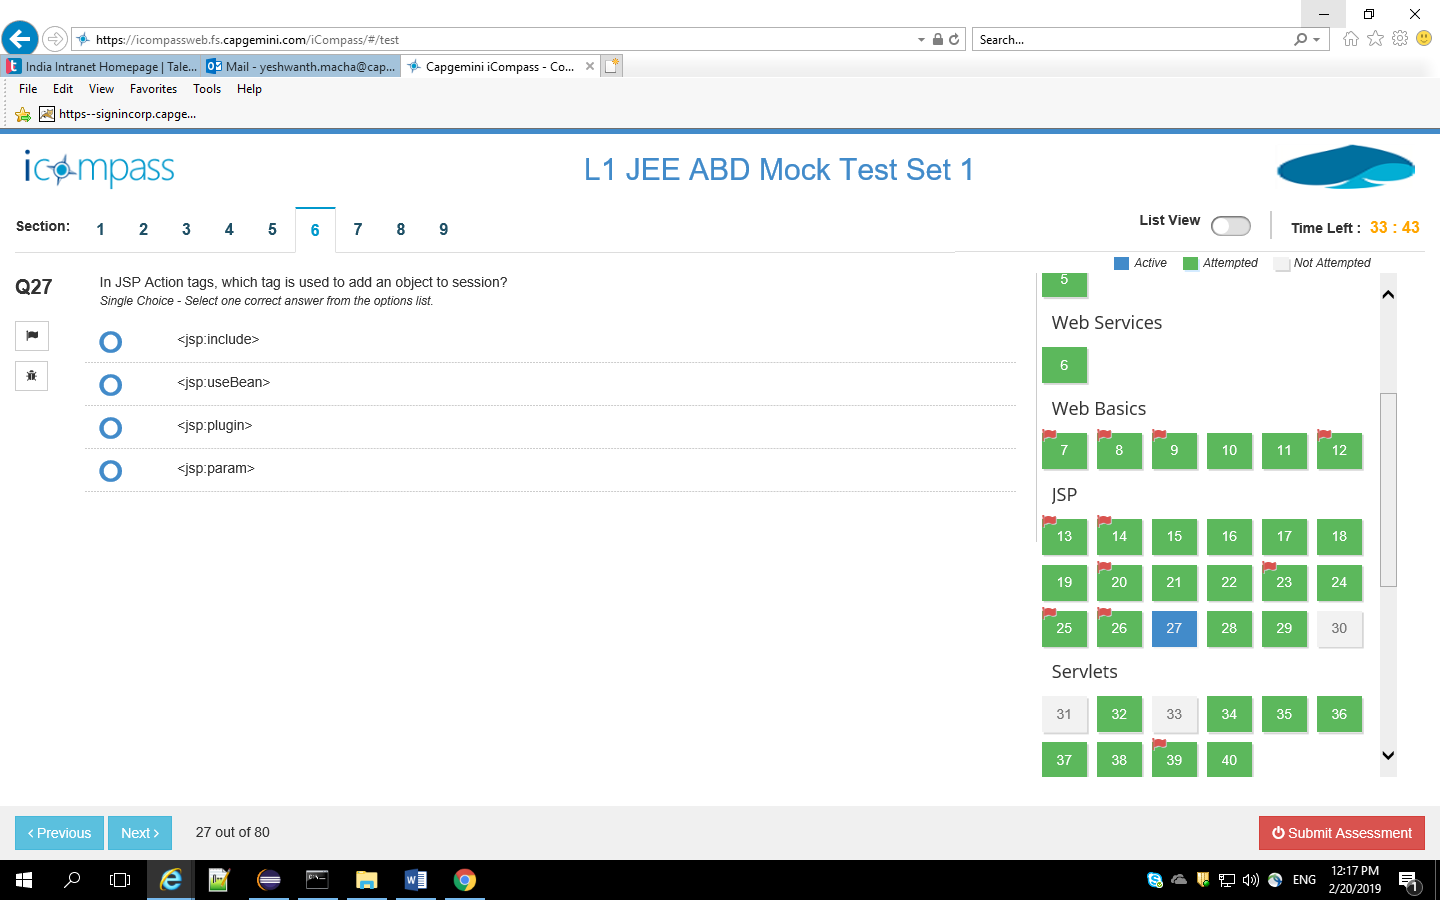 https://icompassweb.fs.capgemini.com/iCompass/#/test
Search...
India Intranet Homepage | Tale...
Mail - yeshwanth.macha@cap...
Capgemini iCompass - Co...
File Edit View Favorites Tools Help
https--signincorp.capge...
icompass
L1 JEE ABD Mock Test Set 1
Section: 1 2 3 4 5 6 7 8 9
List View
Time Left : 33 : 43
Active Attempted Not Attempted
Q27
In JSP Action tags, which tag is used to add an object to session?
Single Choice - Select one correct answer from the options list.
<jsp:include>
<jsp:useBean>
<jsp:plugin>
<jsp:param>
5
Web Services
6
Web Basics
7 8 9 10 11 12
JSP
13 14 15 16 17 18
19 20 21 22 23 24
25 26 27 28 29 30
Servlets
31 32 33 34 35 36
37 38 39 40
Previous
Next
27 out of 80
Submit Assessment
ENG
12:17 PM
2/20/2019
1